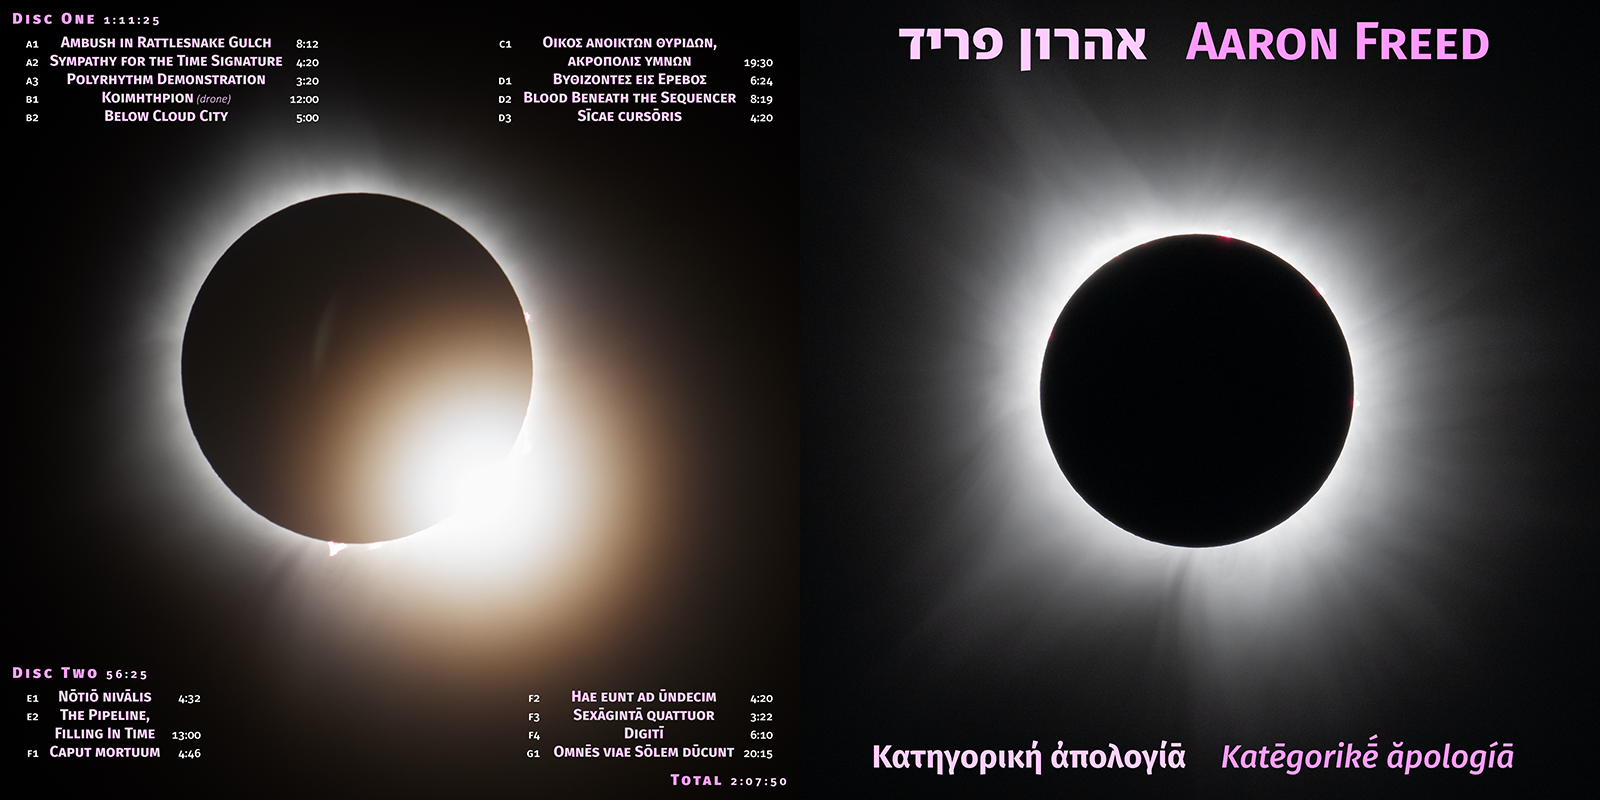 Disc One 1:11:25
A1 Ambush in Rattlesnake Gulch 8:12
A2 Sympathy for the Time Signature 4:20
A3 Polyrhythm Demonstration 3:20
B1 Κοιμητηριον (drone) 12:00
B2 Below Cloud City 5:00
C1 Οικος ανοικτων θυριδων,
ακροπολις υμνων 19:30
D1 Βυθιζοντες εις Ερεβος 6:24
D2 Blood Beneath the Sequencer 8:19
D3 Sīcae cursōris 4:20
Disc Two 56:25
E1 Nōtiō nivālis 4:32
E2 The Pipeline,
Filling In Time 13:00
F1 Caput mortuum 4:46
F2 Hae eunt ad ūndecim 4:20
F3 Sexāgintā quattuor 3:22
F4 Digitī 6:10
G1 Omnēs viae Sōlem dūcunt 20:15
Total 2:07:50
אהרון פריד Aaron Freed
Κατηγορική ἀπολογίᾱ Katēgorikḗ ăpologíā